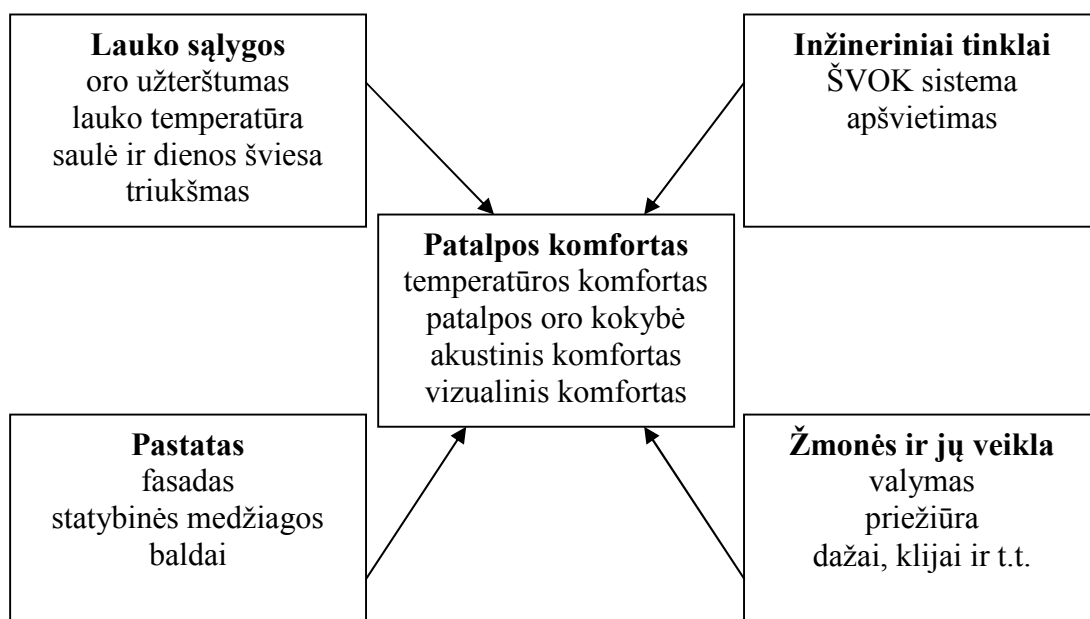 Lauko sąlygos
oro užterštumas
lauko temperatūra
saulė ir dienos šviesa
triukšmas
Inžineriniai tinklai
ŠVOK sistema
apšvietimas
Patalpos komfortas
temperatūros komfortas
patalpos oro kokybė
akustinis komfortas
vizualinis komfortas
Pastatas
fasadas
statybinės medžiagos
baldai
Žmonės ir jų veikla
valymas
priežiūra
dažai, klijai ir t.t.